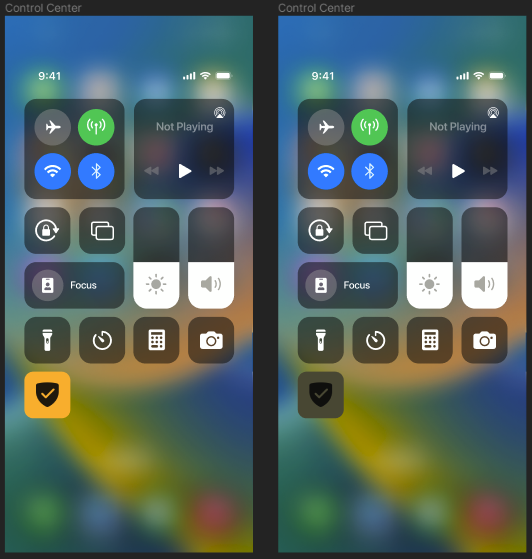 Control Center
9:41
Not Playing
Focus
Control Center
9:41
Not Playing
Focus